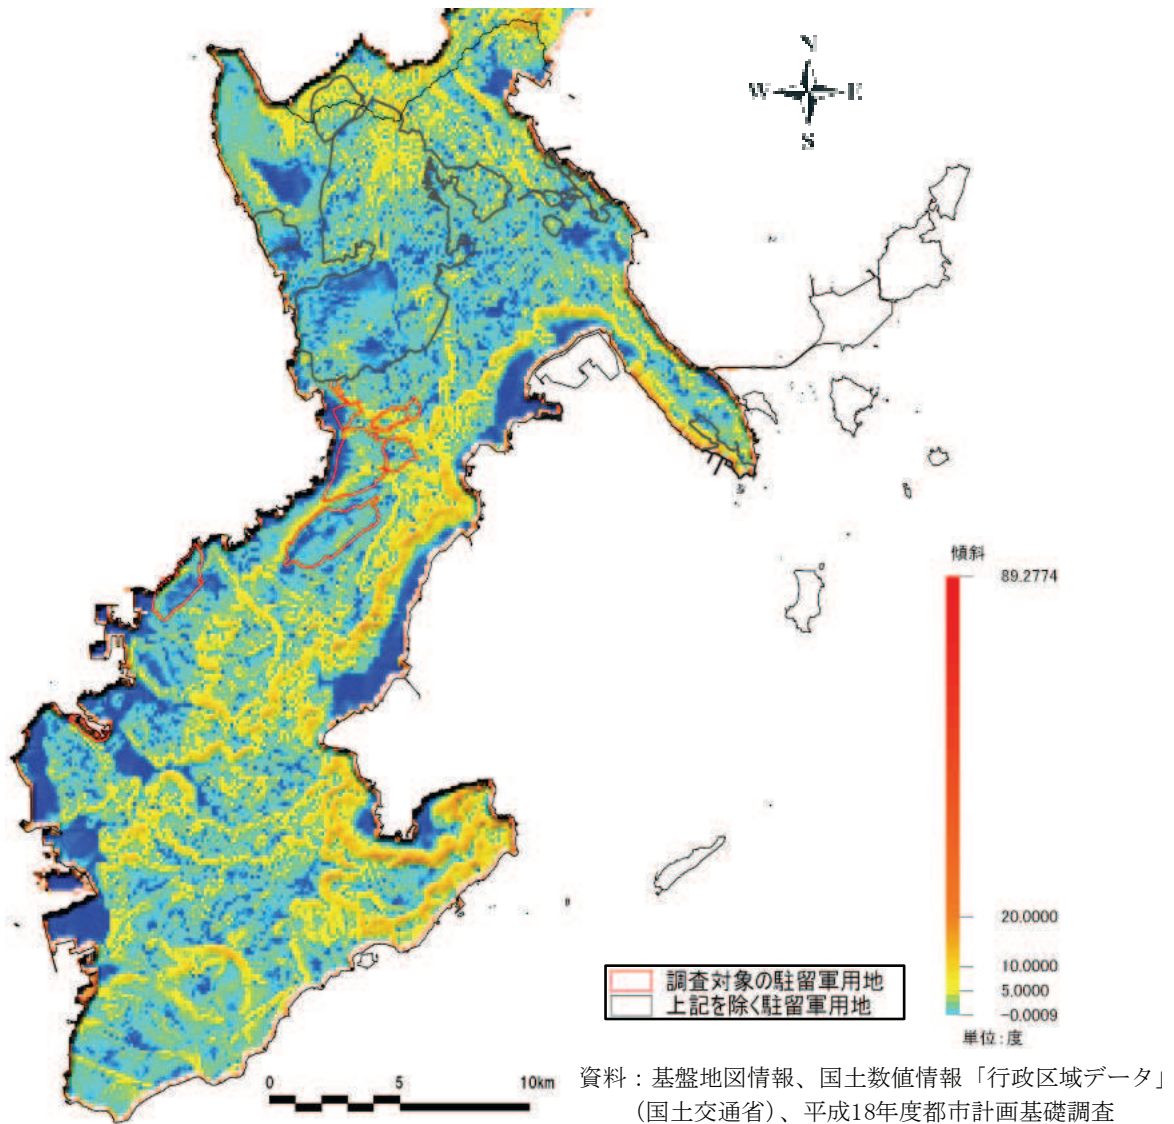 N
W E
S
傾斜
89.2774
20.0000
10.0000
5.0000
-0.0009
単位:度
調査対象の駐留軍用地
上記を除く駐留軍用地
0 5 10km
資料：基盤地図情報、国土数値情報「行政区域データ」
（国土交通省）、平成18年度都市計画基礎調査